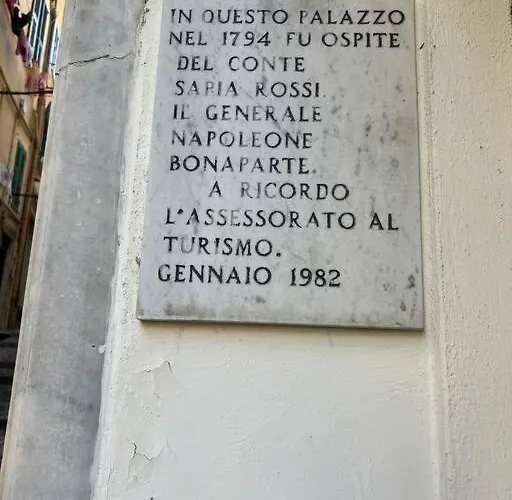 IN QUESTO PALAZZO
NEL 1794 FU OSPITE
DEL CONTE
SAPIA ROSSI.
IL GENERALE
NAPOLEONE
BONAPARTE.
A RICORDO
L'ASSESSORATO AL
TURISMO.
GENNAIO 1982